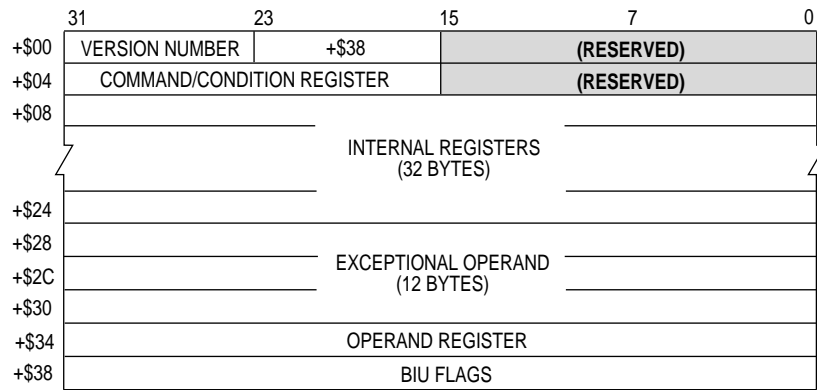 31 23 15 7 0
+$00 VERSION NUMBER +$38 (RESERVED)
+$04 COMMAND/CONDITION REGISTER (RESERVED)
+$08
INTERNAL REGISTERS
(32 BYTES)
+$24
+$28
EXCEPTIONAL OPERAND
+$2C
(12 BYTES)
+$30
+$34 OPERAND REGISTER
+$38 BIU FLAGS